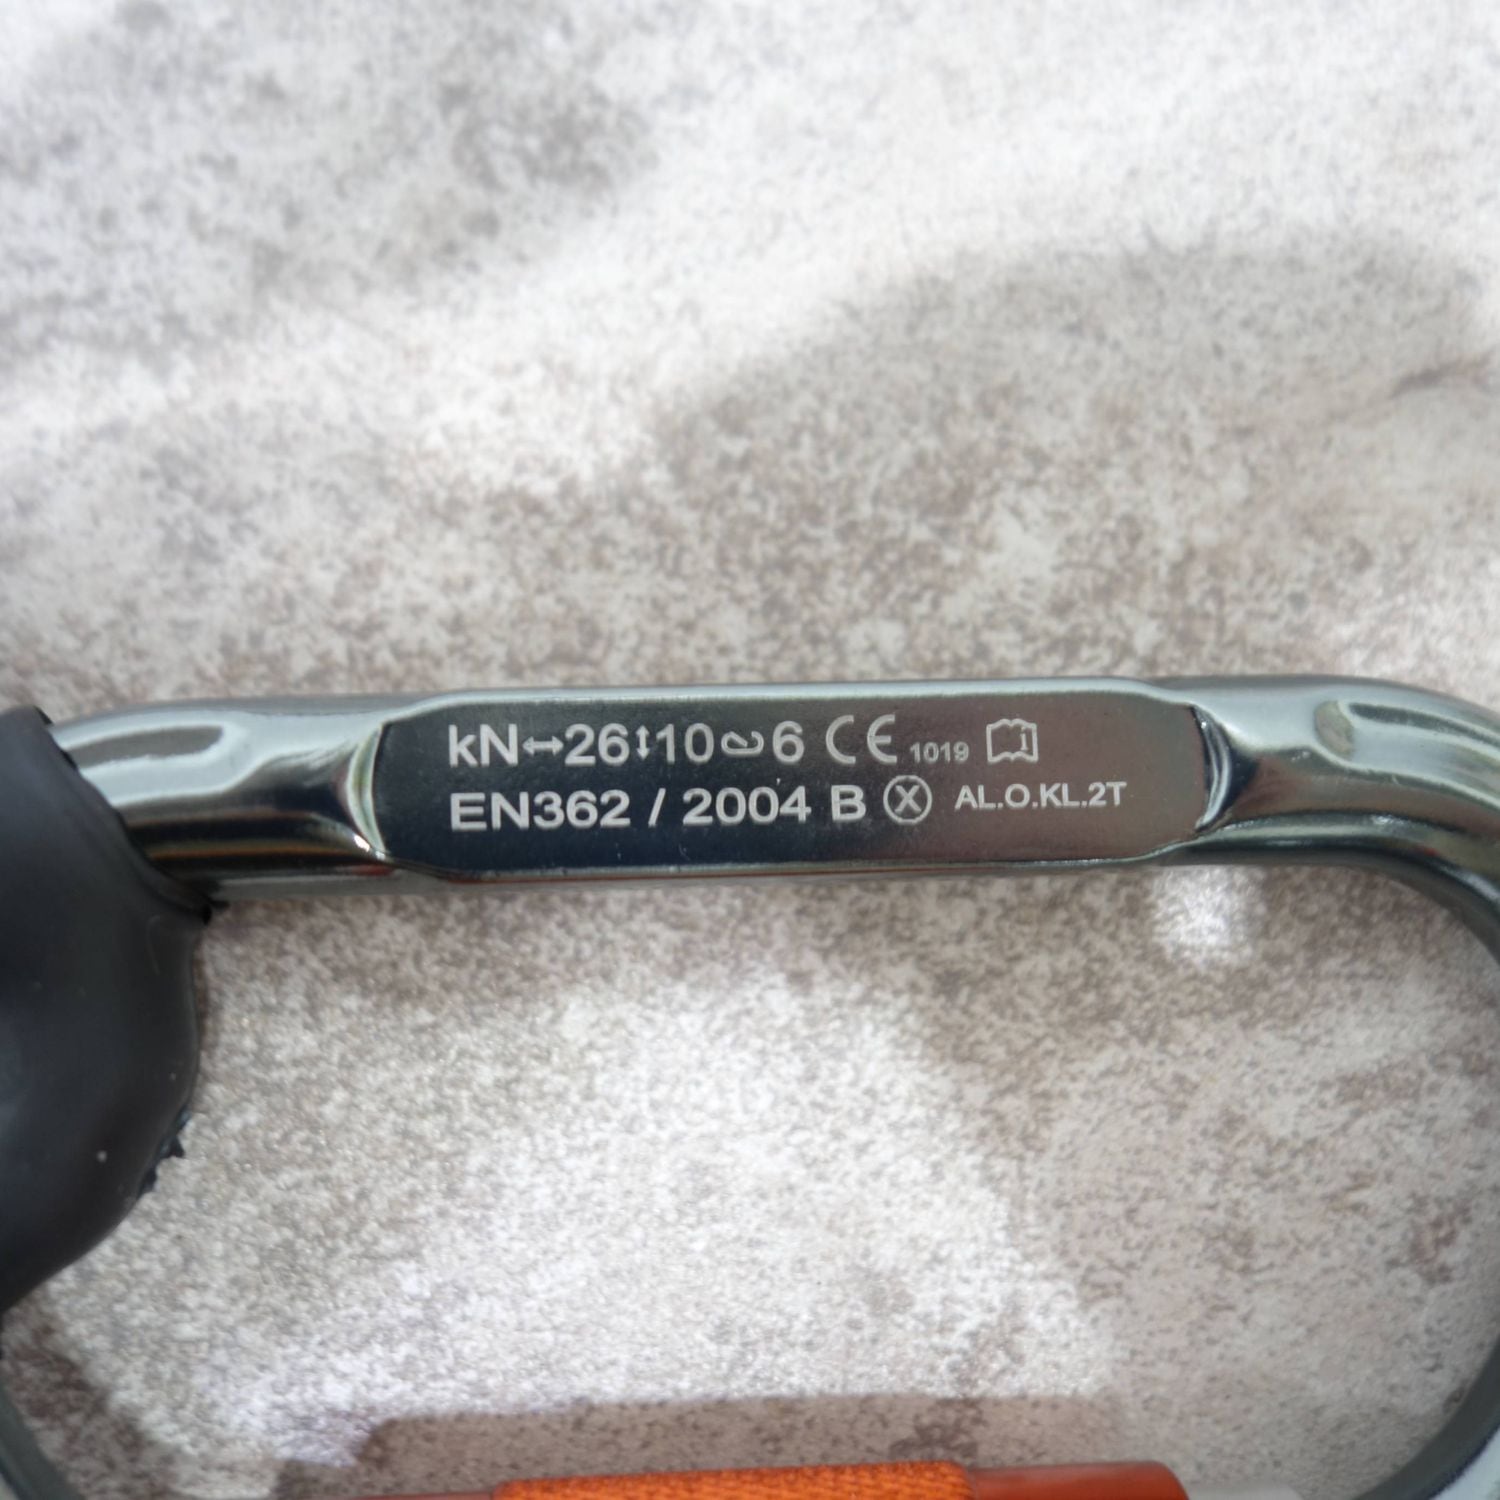 kN↔26↕10 6 CE 1019
EN362 / 2004 B Ⓧ AL.O.KL.2T